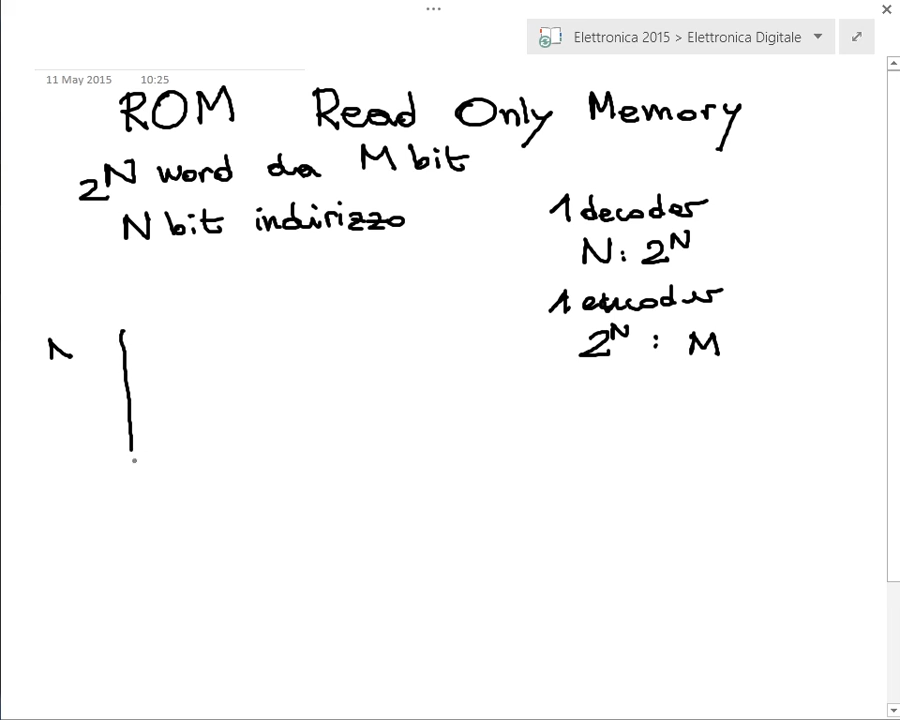 Elettronica 2015 > Elettronica Digitale
11 May 2015 10:25
ROM Read Only Memory
2^N word da M bit
N bit indirizzo
1 decoder
N : 2^N
1 encoder
2^N : M
N